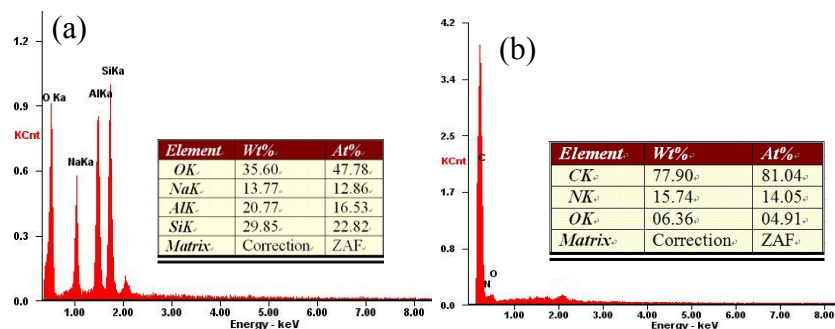 (a)
1.2
0.9
KCnt
0.6
0.3
0.0
O Ka
NaKa
AlKa
SiKa
Element Wt% At%
OK 35.60 47.78
NaK 13.77 12.86
AlK 20.77 16.53
SiK 29.85 22.82
Matrix Correction ZAF
1.00 2.00 3.00 4.00 5.00 6.00 7.00 8.00
Energy - keV
(b)
4.2
3.4
2.5
KCnt
1.7
0.8
0.0
C
N
O
Element Wt% At%
CK 77.90 81.04
NK 15.74 14.05
OK 06.36 04.91
Matrix Correction ZAF
1.00 2.00 3.00 4.00 5.00 6.00 7.00 8.00
Energy - keV